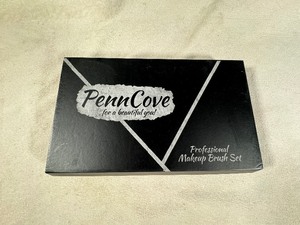 PennCove
for a beautiful you!
Professional
Makeup Brush Set